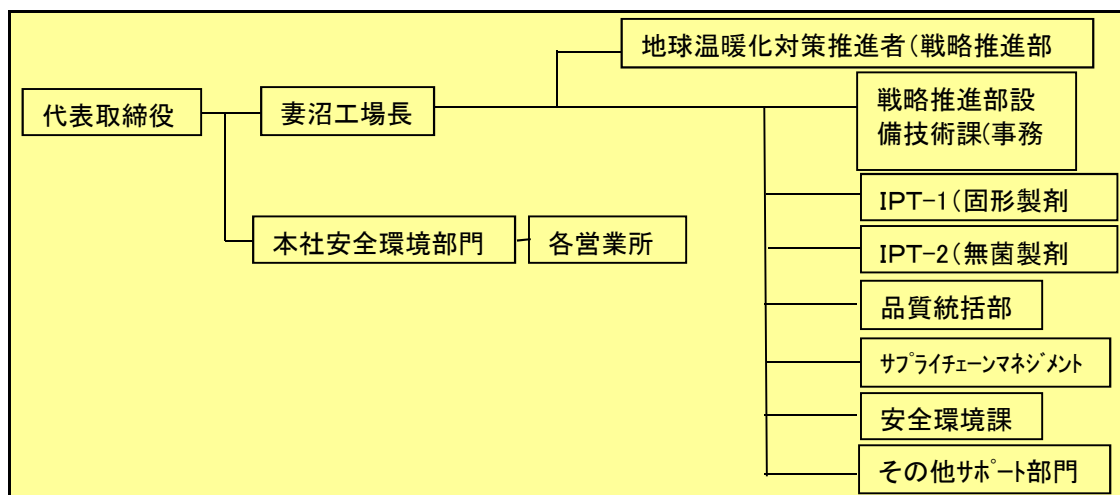 地球温暖化対策推進者(戦略推進部
代表取締役
妻沼工場長
戦略推進部設
備技術課(事務
IPT-1(固形製剤
本社安全環境部門
各営業所
IPT-2(無菌製剤
品質統括部
ｻﾌﾟﾗｲﾁｪｰﾝﾏﾈｼﾞﾒﾝﾄ
安全環境課
その他ｻﾎﾟｰﾄ部門